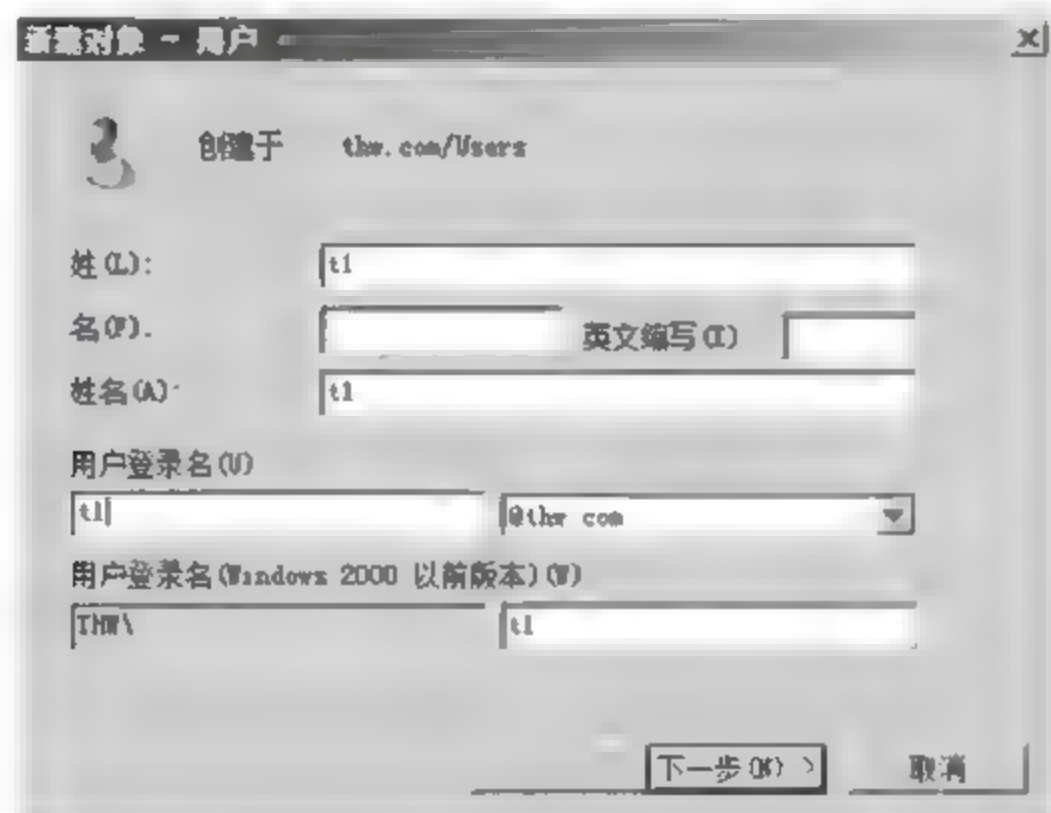 新建对象 - 用户
创建于 thw.com/Users
姓(L): t1
名(F). 英文缩写(I)
姓名(A): t1
用户登录名(U)
t1 @thw com
用户登录名(Windows 2000 以前版本)(W)
THW\ t1
下一步(N) > 取消